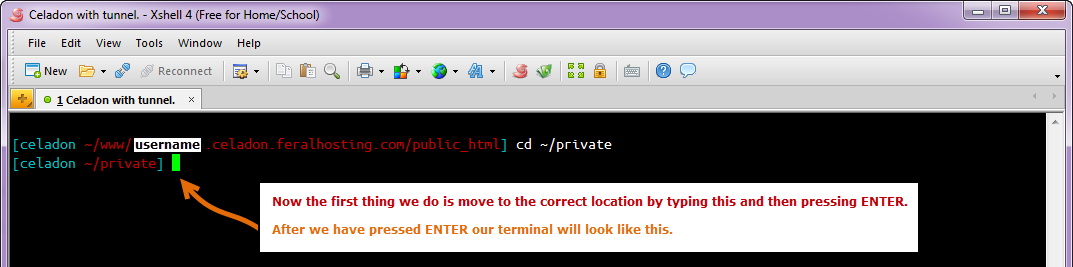 Celadon with tunnel. - Xshell 4 (Free for Home/School)
File Edit View Tools Window Help
New Reconnect
1 Celadon with tunnel.
[celadon ~/www/username.celadon.feralhosting.com/public_html] cd ~/private
[celadon ~/private]
Now the first thing we do is move to the correct location by typing this and then pressing ENTER.
After we have pressed ENTER our terminal will look like this.